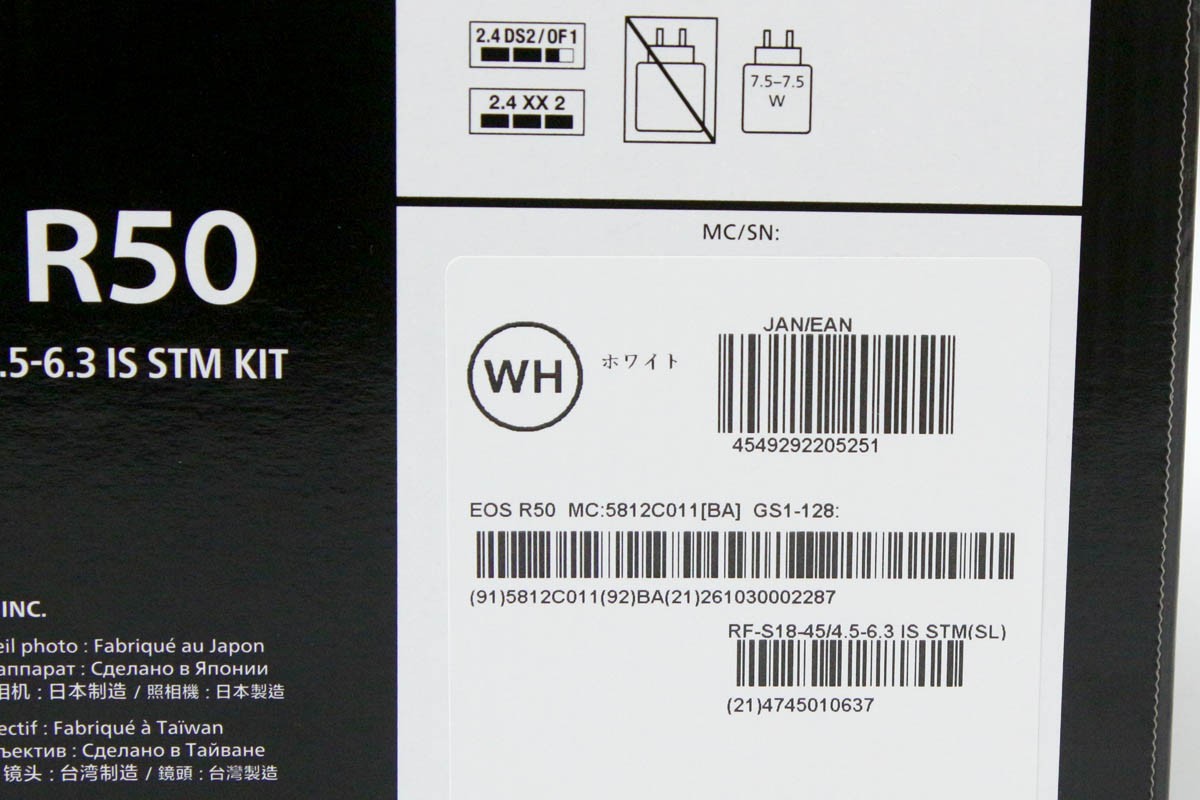 2.4 DS2/OF1
2.4 XX 2
7.5–7.5
W
R50
.5-6.3 IS STM KIT
MC/SN:
WH
ホワイト
JAN/EAN
4549292205251
EOS R50 MC:5812C011[BA] GS1-128:
(91)5812C011(92)BA(21)261030002287
RF-S18-45/4.5-6.3 IS STM(SL)
(21)4745010637
INC.
eil photo : Fabriqué au Japon
аппарат : Сделано в Японии
相机 : 日本制造 / 照相機 : 日本製造
ectif : Fabriqué à Taïwan
ъектив : Сделано в Тайване
镜头 : 台湾制造 / 鏡頭 : 台灣製造